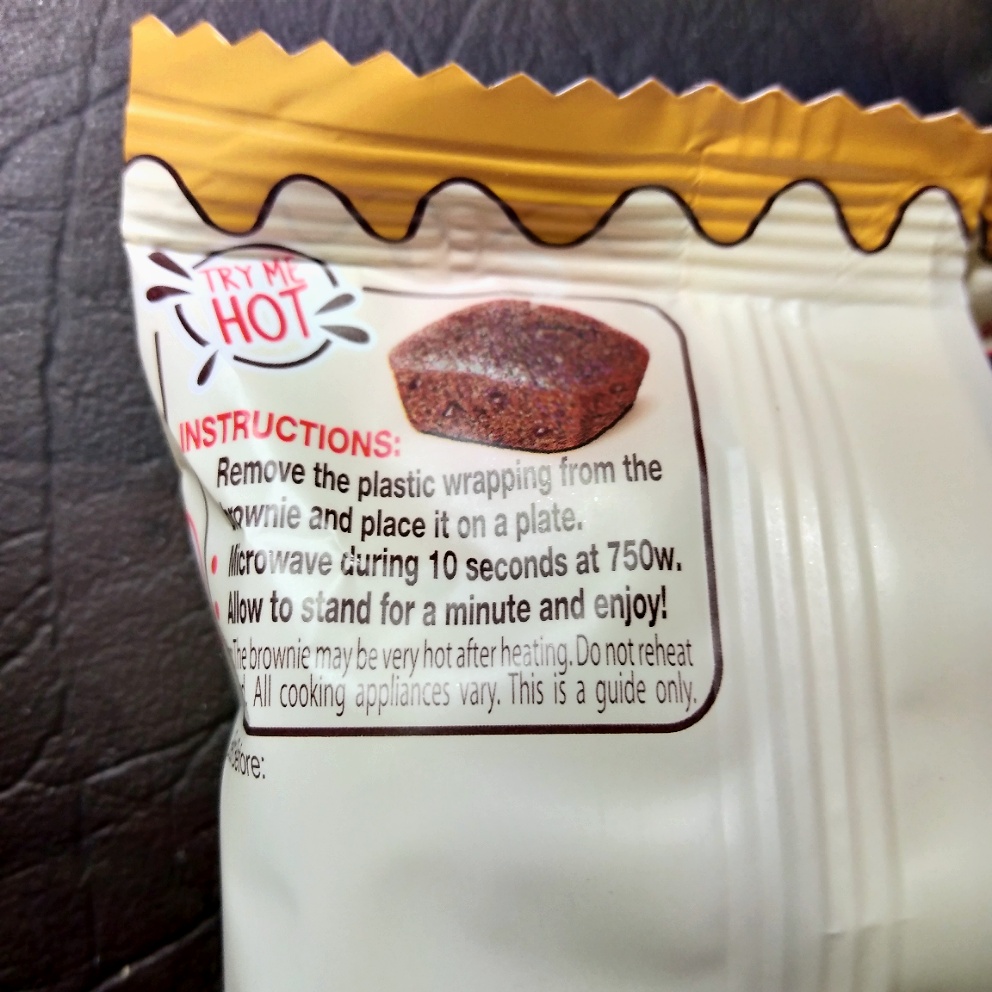 TRY ME
HOT
INSTRUCTIONS:
Remove the plastic wrapping from the
brownie and place it on a plate.
• Microwave during 10 seconds at 750w.
• Allow to stand for a minute and enjoy!
The brownie may be very hot after heating. Do not reheat
All cooking appliances vary. This is a guide only.